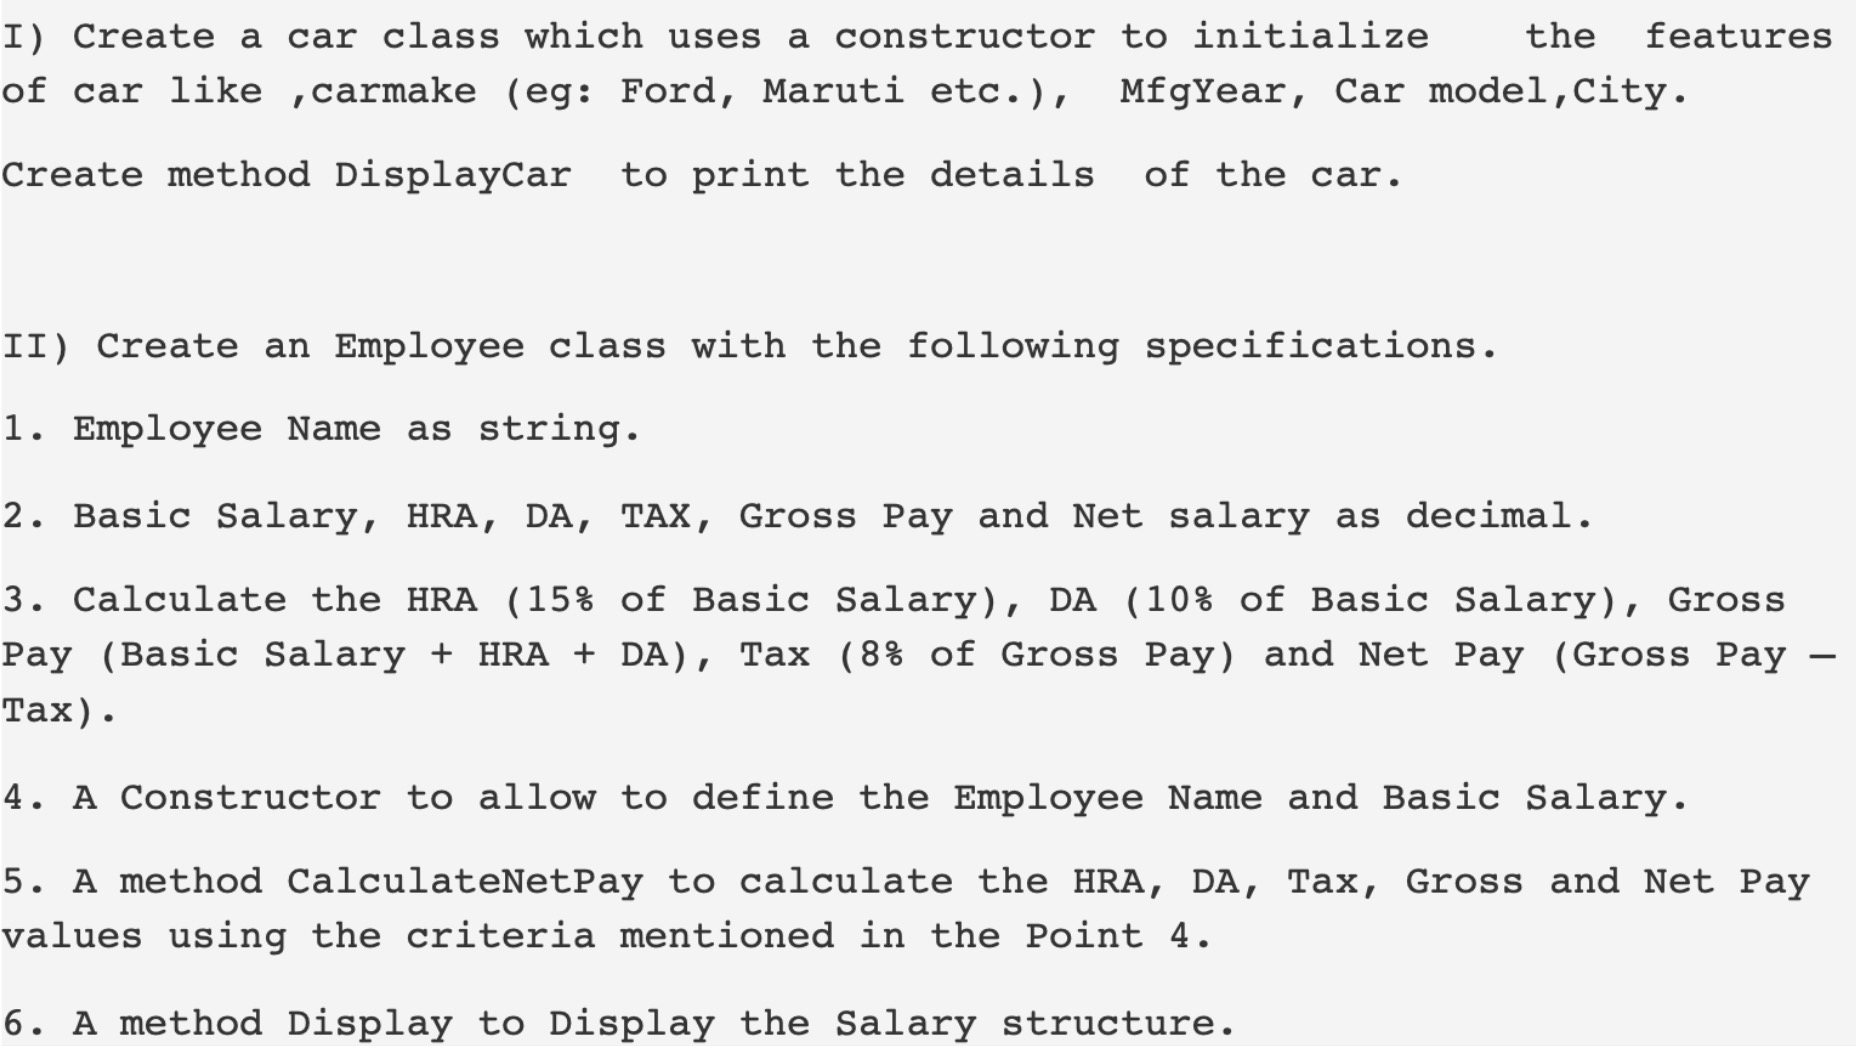 I) Create a car class which uses a constructor to initialize    the  features
of car like ,carmake (eg: Ford, Maruti etc.),  MfgYear, Car model,City.
Create method DisplayCar  to print the details  of the car.
II) Create an Employee class with the following specifications.
1. Employee Name as string.
2. Basic Salary, HRA, DA, TAX, Gross Pay and Net salary as decimal.
3. Calculate the HRA (15% of Basic Salary), DA (10% of Basic Salary), Gross
Pay (Basic Salary + HRA + DA), Tax (8% of Gross Pay) and Net Pay (Gross Pay –
Tax).
4. A Constructor to allow to define the Employee Name and Basic Salary.
5. A method CalculateNetPay to calculate the HRA, DA, Tax, Gross and Net Pay
values using the criteria mentioned in the Point 4.
6. A method Display to Display the Salary structure.